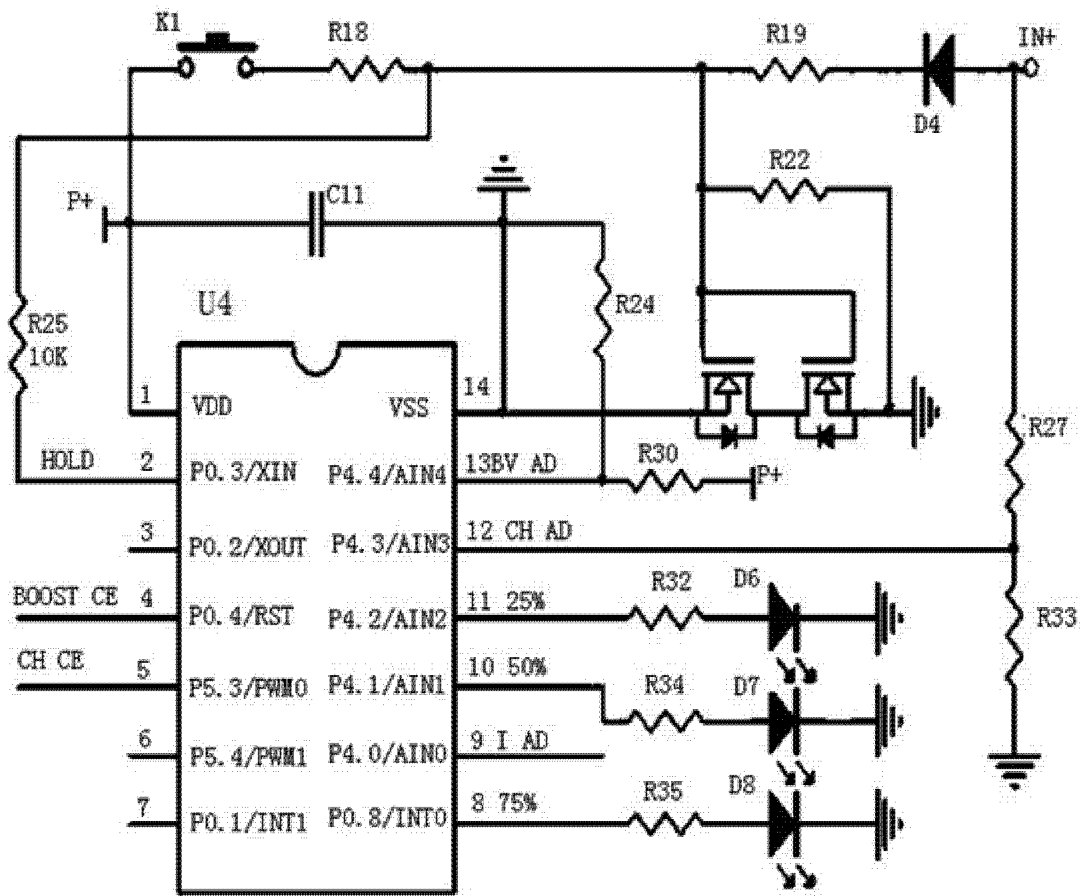 K1
R18
R19
IN+
D4
R22
P+
C11
R24
U4
R25
10K
1
VDD
VSS
14
R27
HOLD
2
P0.3/XIN
P4.4/AIN4
13BV AD
R30
P+
3
P0.2/XOUT
P4.3/AIN3
12 CH AD
BOOST CE
4
P0.4/RST
P4.2/AIN2
11 25%
R32
D6
R33
CH CE
5
P5.3/PWM0
P4.1/AIN1
10 50%
R34
D7
6
P5.4/PWM1
P4.0/AIN0
9 I AD
7
P0.1/INT1
P0.8/INT0
8 75%
R35
D8